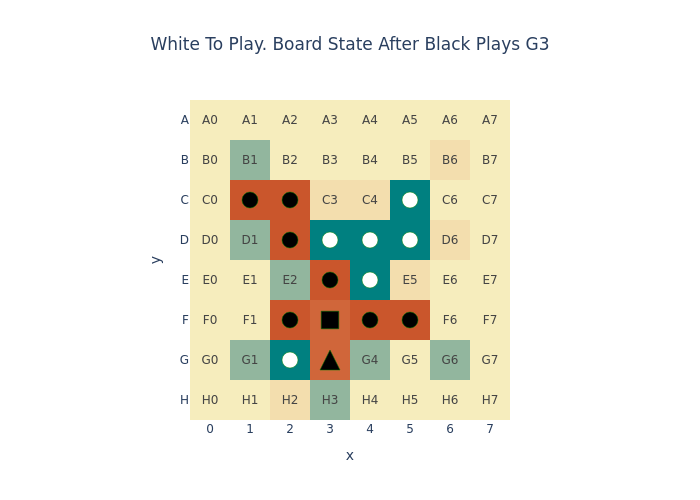 White To Play. Board State After Black Plays G3
A A0 A1 A2 A3 A4 A5 A6 A7
B B0 B1 B2 B3 B4 B5 B6 B7
C C0 C3 C4 C6 C7
D D0 D1 D6 D7
y
E E0 E1 E2 E5 E6 E7
F F0 F1 F6 F7
G G0 G1 G4 G5 G6 G7
H H0 H1 H2 H3 H4 H5 H6 H7
0 1 2 3 4 5 6 7
x